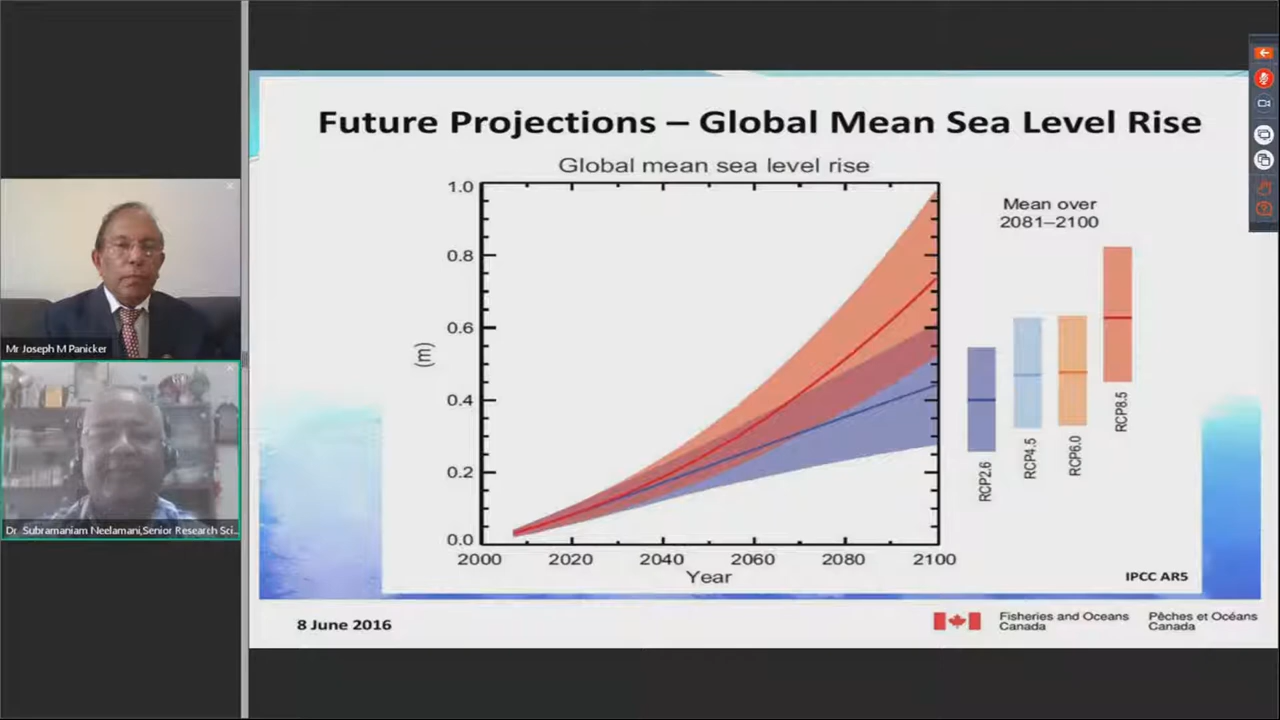 Future Projections – Global Mean Sea Level Rise
Global mean sea level rise
1.0
0.8
0.6
0.4
0.2
0.0
(m)
2000 2020 2040 2060 2080 2100
Year
Mean over
2081–2100
RCP2.6
RCP4.5
RCP6.0
RCP8.5
IPCC AR5
8 June 2016
Fisheries and Oceans
Canada
Pêches et Océans
Canada
Mr Joseph M Panicker
Dr Subramaniam Neelamani,Senior Research Sci...